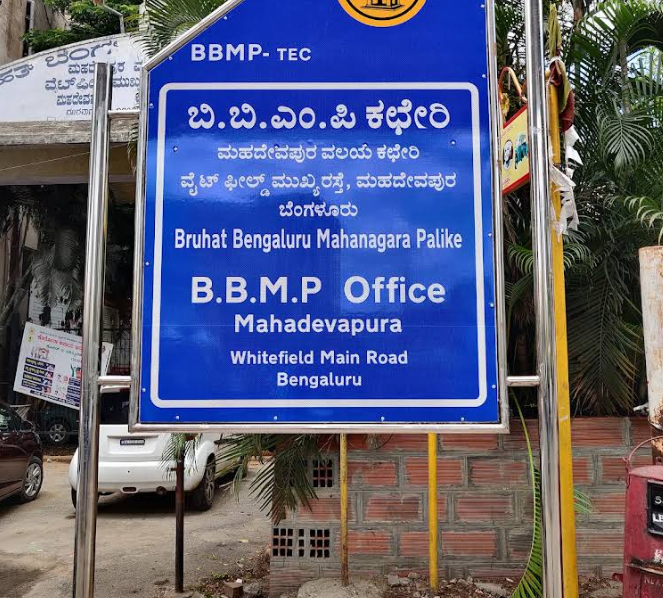 BBMP- TEC
ಬಿ.ಬಿ.ಎಂ.ಪಿ ಕಛೇರಿ
ಮಹದೇವಪುರ ವಲಯ ಕಛೇರಿ
ವೈಟ್ ಫೀಲ್ಡ್ ಮುಖ್ಯರಸ್ತೆ, ಮಹದೇವಪುರ
ಬೆಂಗಳೂರು
Bruhat Bengaluru Mahanagara Palike
B.B.M.P Office
Mahadevapura
Whitefield Main Road
Bengaluru